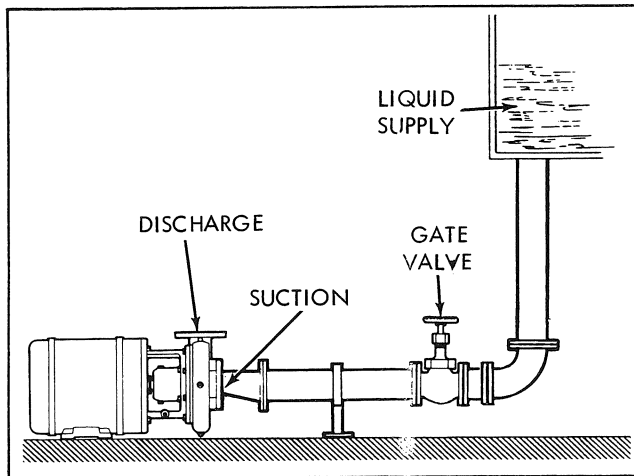 LIQUID
SUPPLY
DISCHARGE
GATE
VALVE
SUCTION